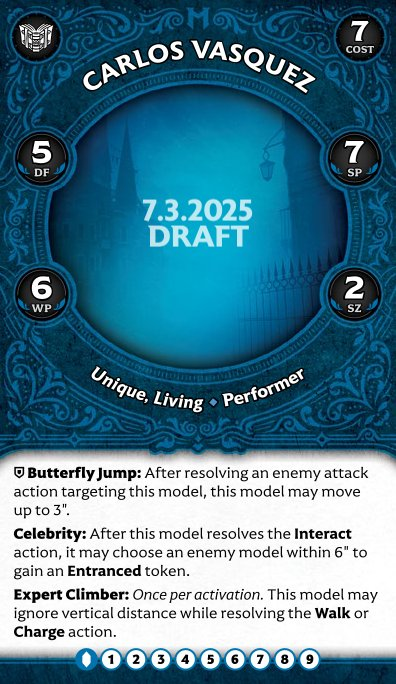 7
COST
CARLOS VASQUEZ
5
DF
7
SP
7.3.2025
DRAFT
6
WP
2
SZ
Unique, Living ◆ Performer
Butterfly Jump: After resolving an enemy attack
action targeting this model, this model may move
up to 3".
Celebrity: After this model resolves the Interact
action, it may choose an enemy model within 6" to
gain an Entranced token.
Expert Climber: Once per activation. This model may
ignore vertical distance while resolving the Walk or
Charge action.
1 2 3 4 5 6 7 8 9